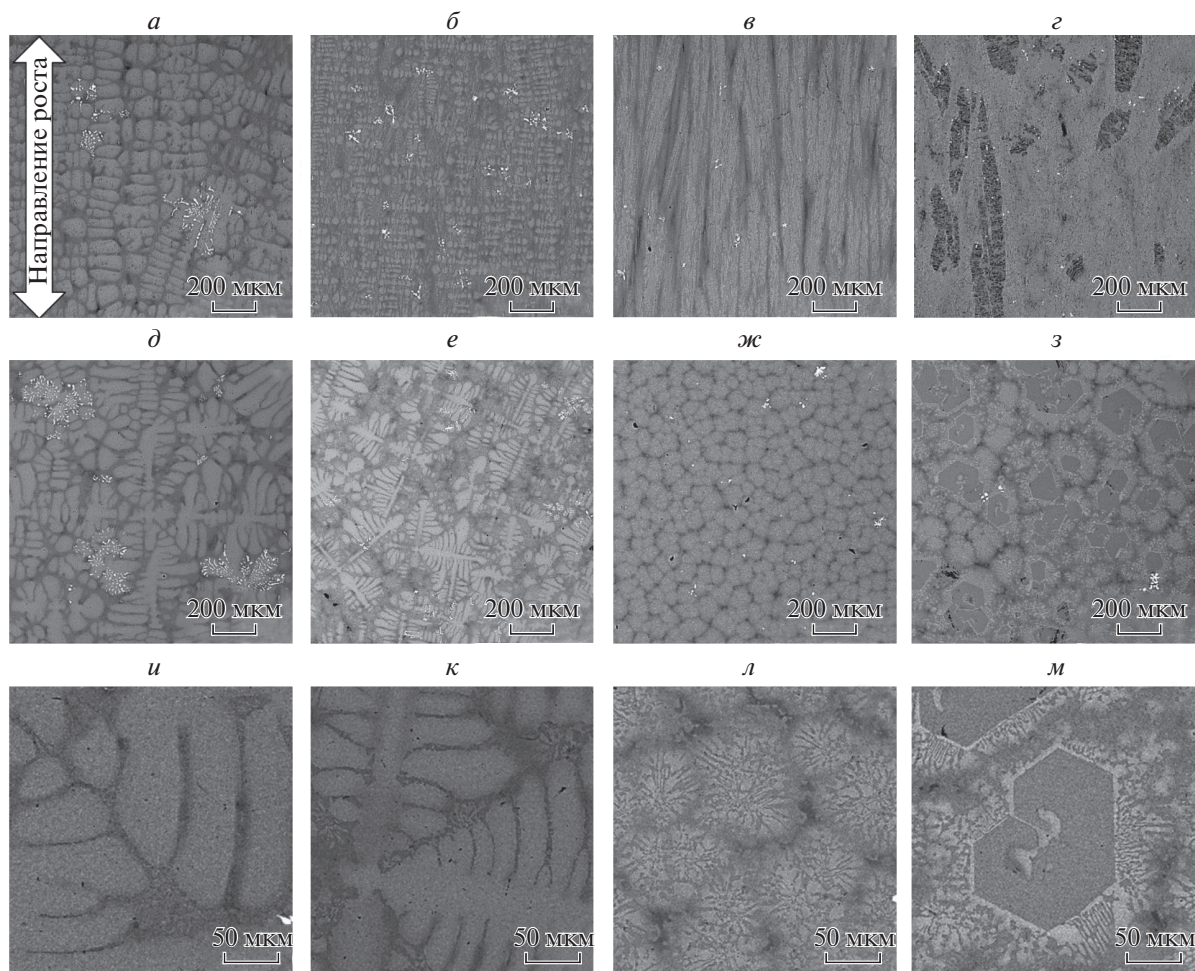 а б в г
Направление роста
200 мкм 200 мкм 200 мкм 200 мкм
д е ж з
200 мкм 200 мкм 200 мкм 200 мкм
и к л м
50 мкм 50 мкм 50 мкм 50 мкм